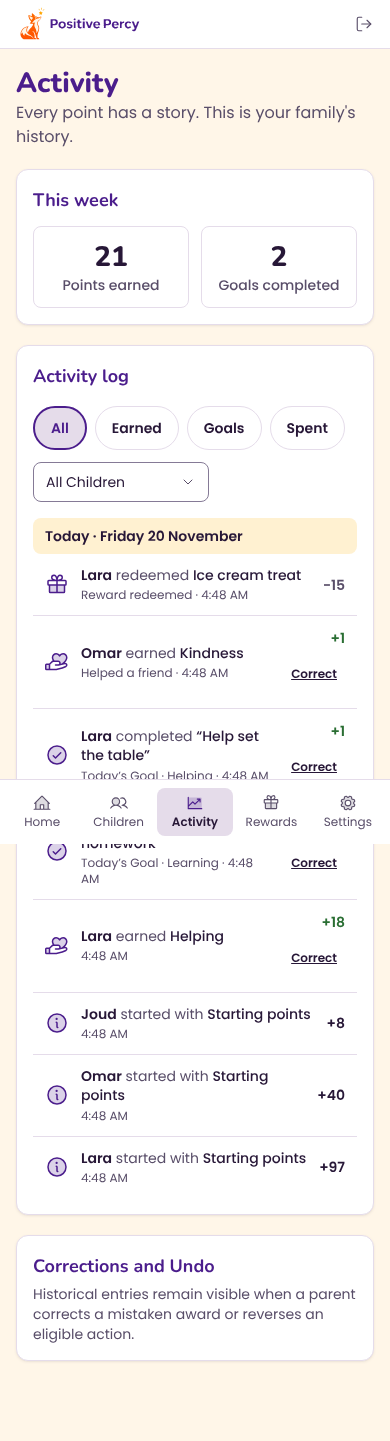 Positive Percy
Activity
Every point has a story. This is your family's
history.
This week
21
Points earned
2
Goals completed
Activity log
All
Earned
Goals
Spent
All Children
Today · Friday 20 November
Lara redeemed Ice cream treat
Reward redeemed · 4:48 AM
-15
+1
Omar earned Kindness
Helped a friend · 4:48 AM
Correct
+1
Lara completed “Help set
the table”
Today's Goal · Helping · 4:48 AM
Correct
Home
Children
Activity
Rewards
Settings
homework”
Today's Goal · Learning · 4:48
AM
Correct
+18
Lara earned Helping
4:48 AM
Correct
Joud started with Starting points
4:48 AM
+8
Omar started with Starting
points
4:48 AM
+40
Lara started with Starting points
4:48 AM
+97
Corrections and Undo
Historical entries remain visible when a parent
corrects a mistaken award or reverses an
eligible action.